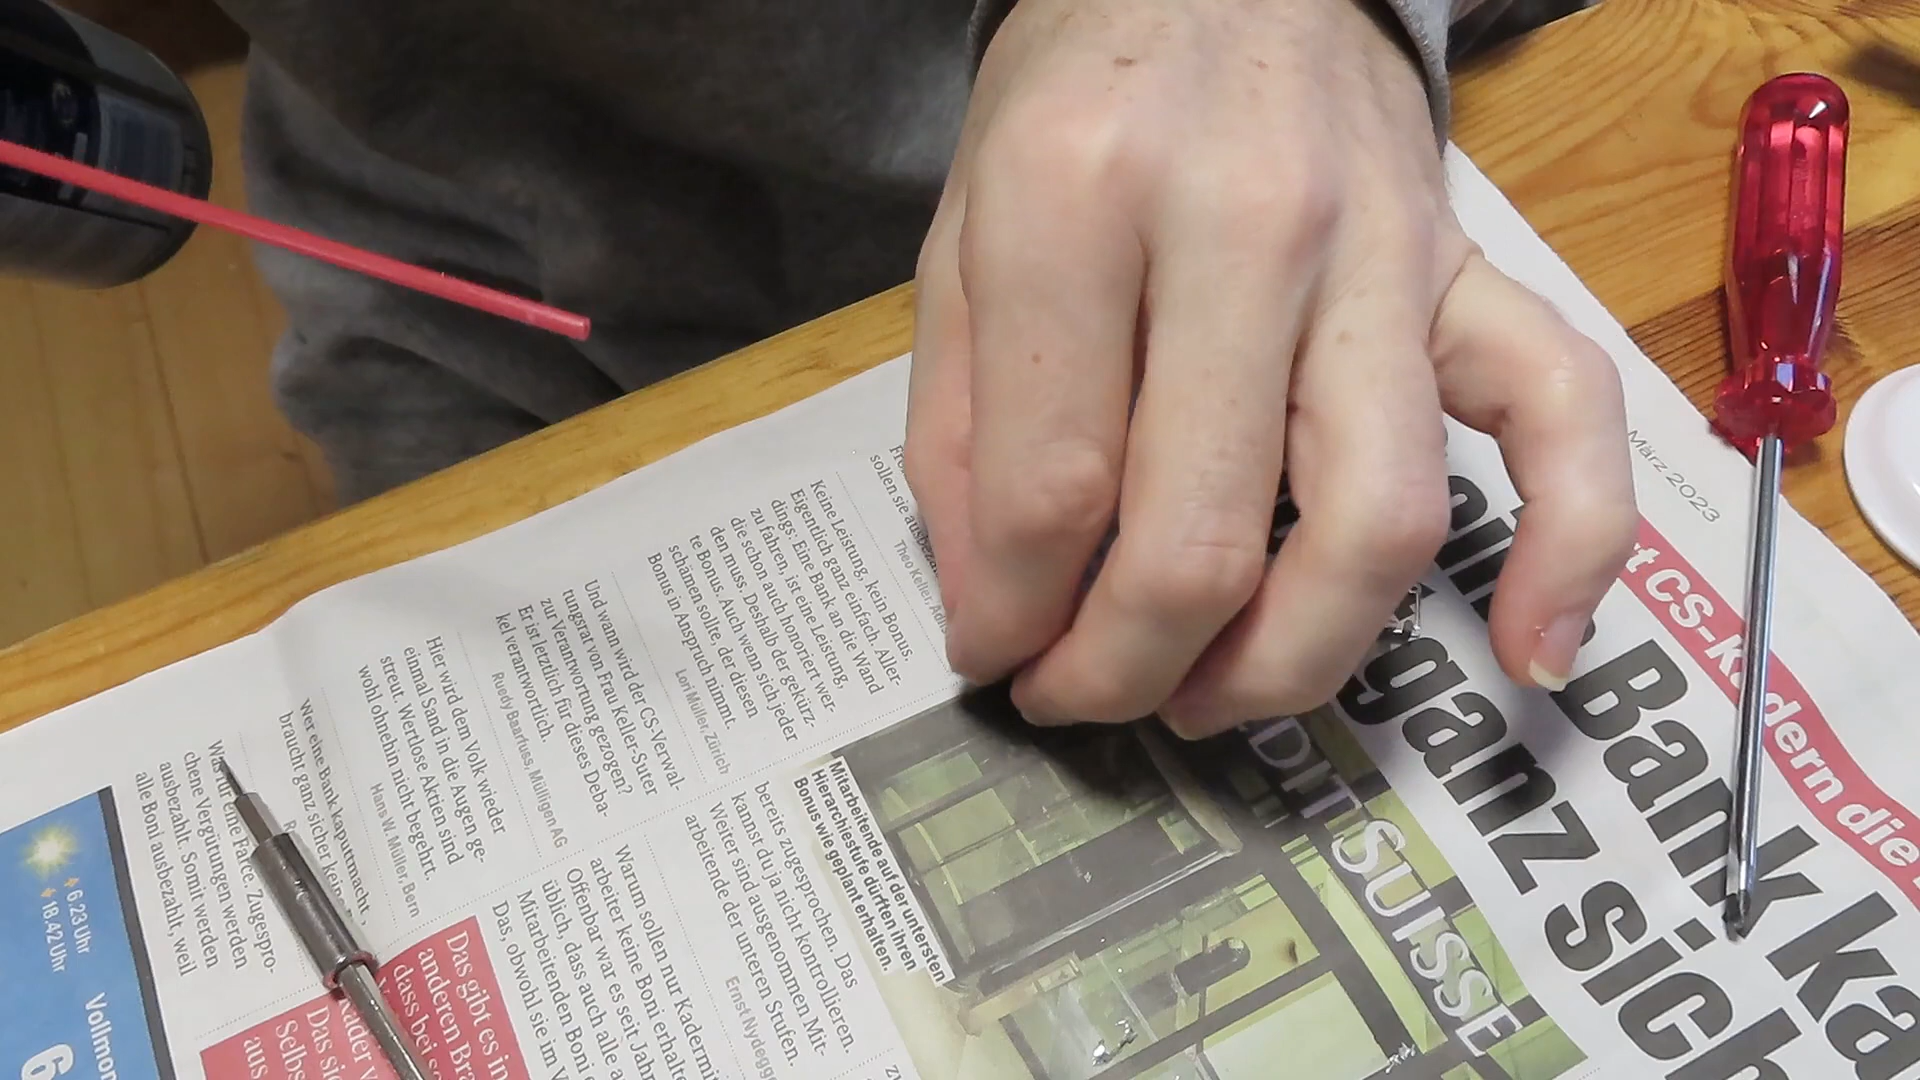 März 2023
CS-Kadern die
Bank ka
ganz sich
SUISSE
Mitarbeitende auf der untersten
Hierarchiestufe dürften ihren
Bonus wie geplant erhalten.
sollen sie
Theo Keller,
Keine Leistung, kein Bonus.
Eigentlich ganz einfach. Aller-
dings: Eine Bank an die Wand
zu fahren, ist eine Leistung,
die schon auch honoriert wer-
den muss. Deshalb der gekürz-
te Bonus. Auch wenn sich jeder
schämen sollte, der diesen
Bonus in Anspruch nimmt.
Lori Müller, Zürich
Und wann wird der CS-Verwal-
tungsrat von Frau Keller-Suter
zur Verantwortung gezogen?
Er ist letztlich für dieses Deba-
kel verantwortlich.
Ruedy Baarfuss, Mülligen AG
Hier wird dem Volk wieder
einmal Sand in die Augen ge-
streut. Wertlose Aktien sind
wohl ohnehin nicht begehrt.
Hans W. Müller, Bern
Wer eine Bank kaputtmacht,
braucht ganz sicher
eine Farce. Zugespro-
chene Vergütungen werden
ausbezahlt. Somit werden
alle Boni ausbezahlt, weil
bereits zugesprochen. Das
kannst du ja nicht kontrollieren.
Weiter sind ausgenommen Mit-
arbeitende der unteren Stufen.
Ernst Nydegge
Warum sollen nur Kadermi
arbeiter keine Boni erhalte
Offenbar war es seit Jahr
üblich, dass auch alle a
Mitarbeitenden Boni
Das, obwohl sie im
Das gibt es in
anderen Bra
dass bei
Das
Selbs
aus
6.23 Uhr
18.42 Uhr
Vollmon
6